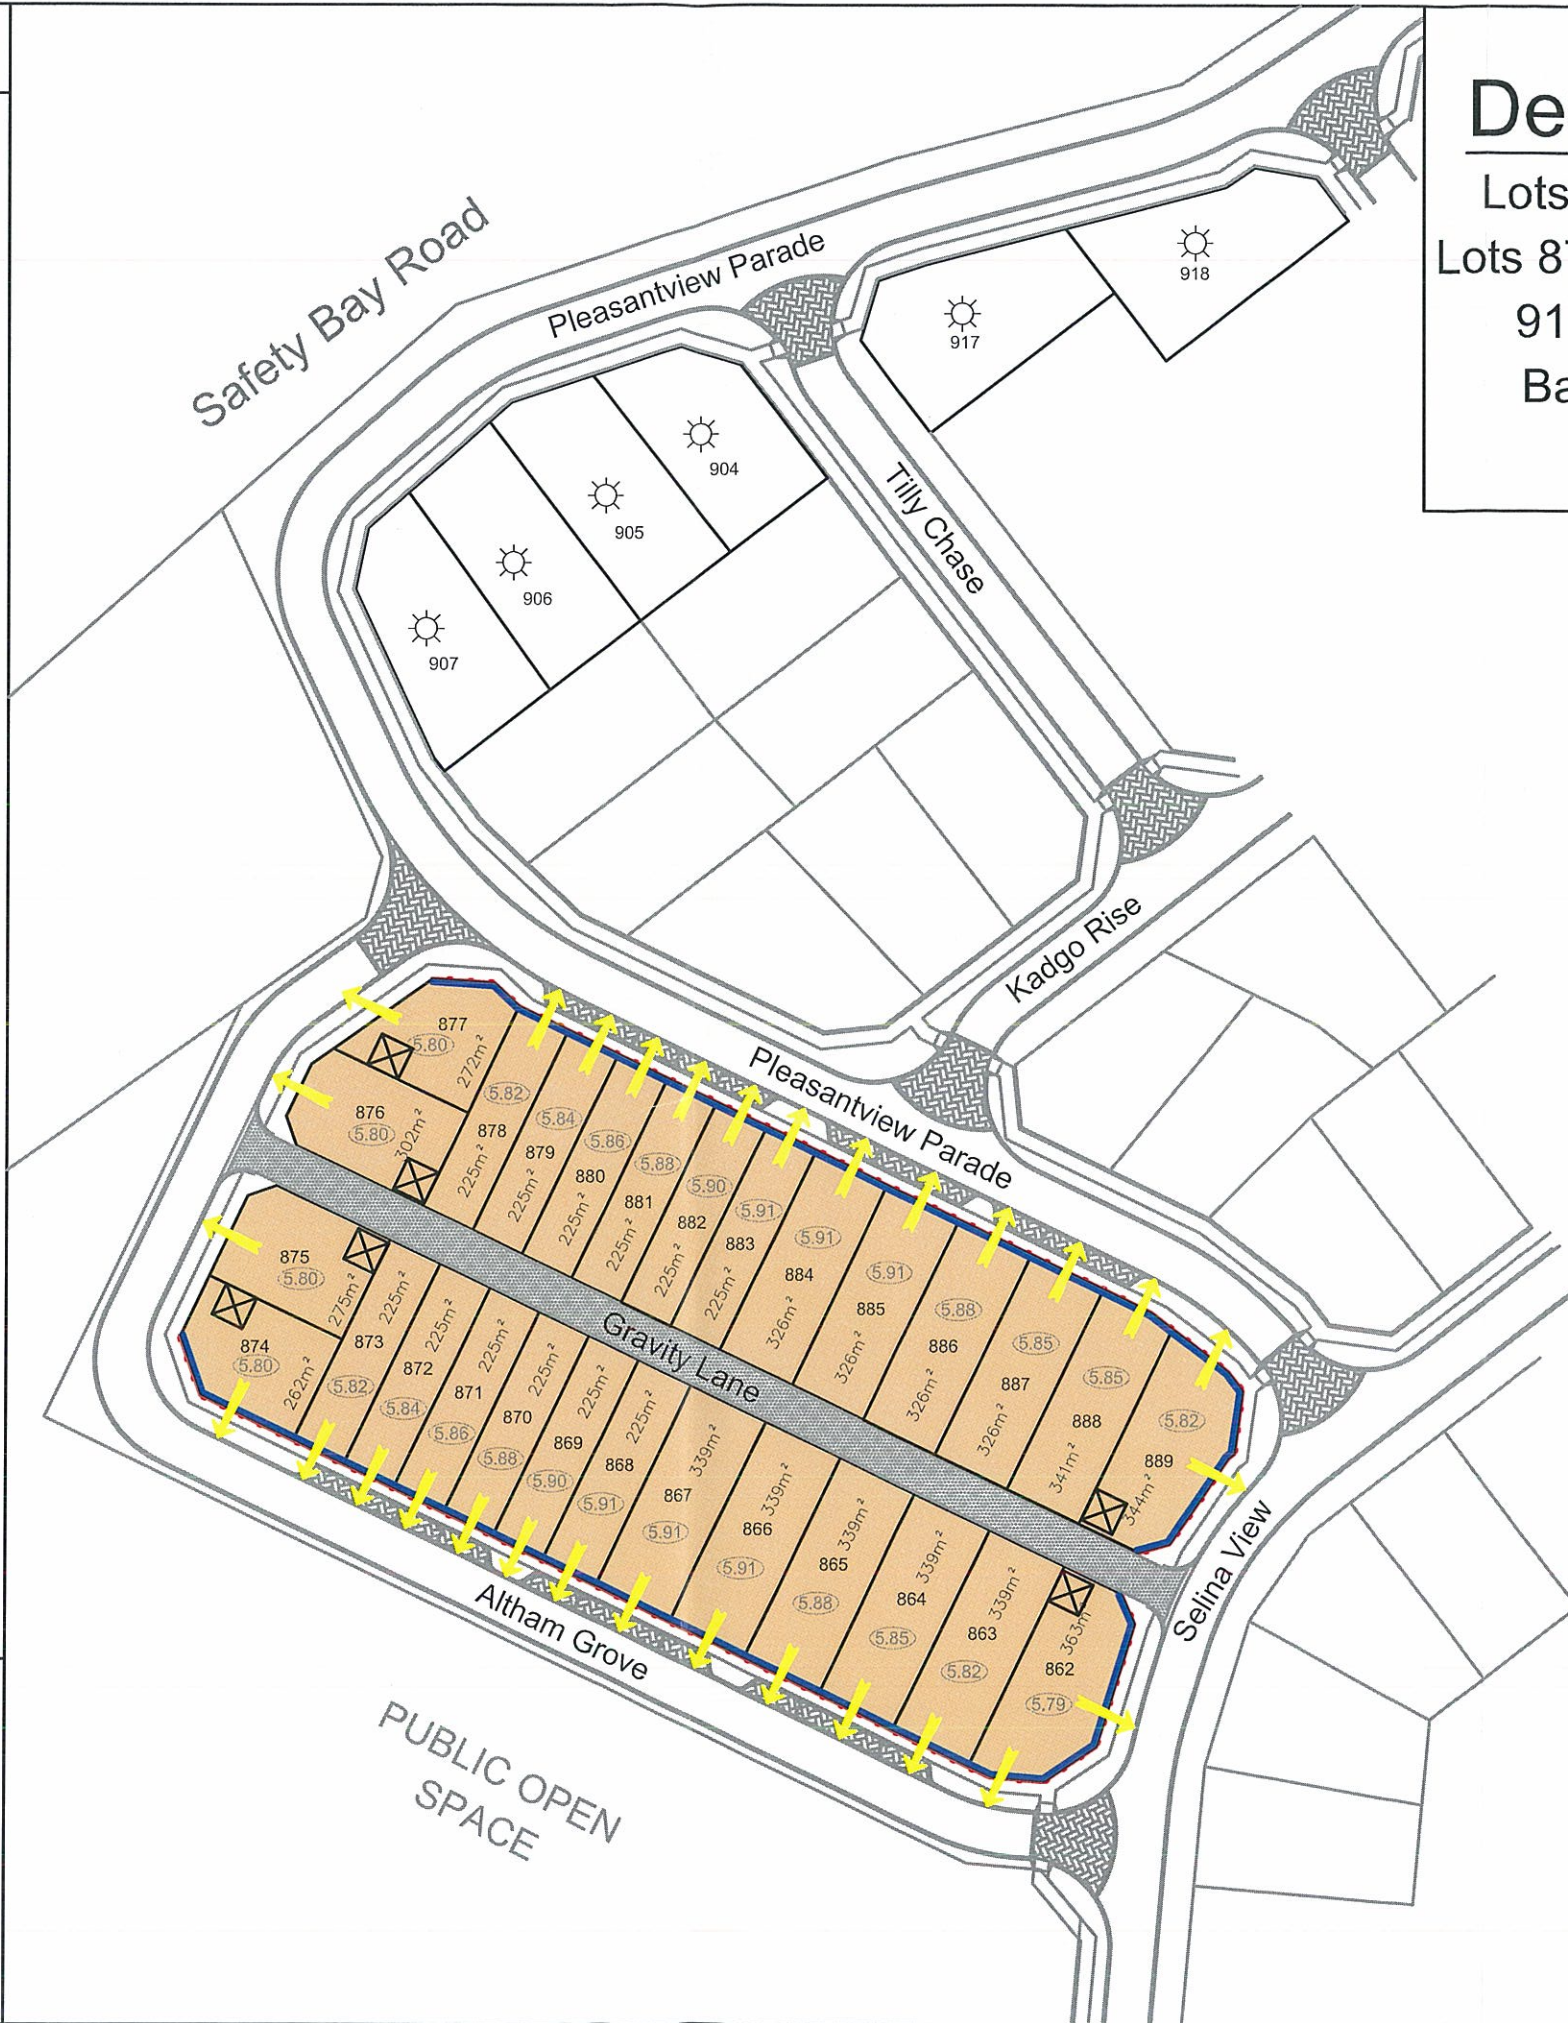 De
Lots
Lots 87
91
Ba
Safety Bay Road
Pleasantview Parade
918
917
904
905
906
907
Tilly Chase
Kadgo Rise
Pleasantview Parade
877
5.80
272m²
876
5.80
302m²
5.82
878
225m²
5.84
879
225m²
5.86
880
225m²
5.88
881
225m²
5.90
882
225m²
5.91
883
225m²
5.91
884
326m²
5.91
885
326m²
5.88
886
326m²
5.85
887
326m²
5.85
888
341m²
5.82
889
344m²
Gravity Lane
875
5.80
275m²
874
5.80
262m²
225m²
873
5.82
225m²
872
5.84
225m²
871
5.86
225m²
870
5.88
225m²
869
5.90
225m²
868
5.91
339m²
867
5.91
339m²
866
5.91
339m²
865
5.88
339m²
864
5.85
339m²
863
5.82
363m²
862
5.79
Selina View
Altham Grove
PUBLIC OPEN
SPACE